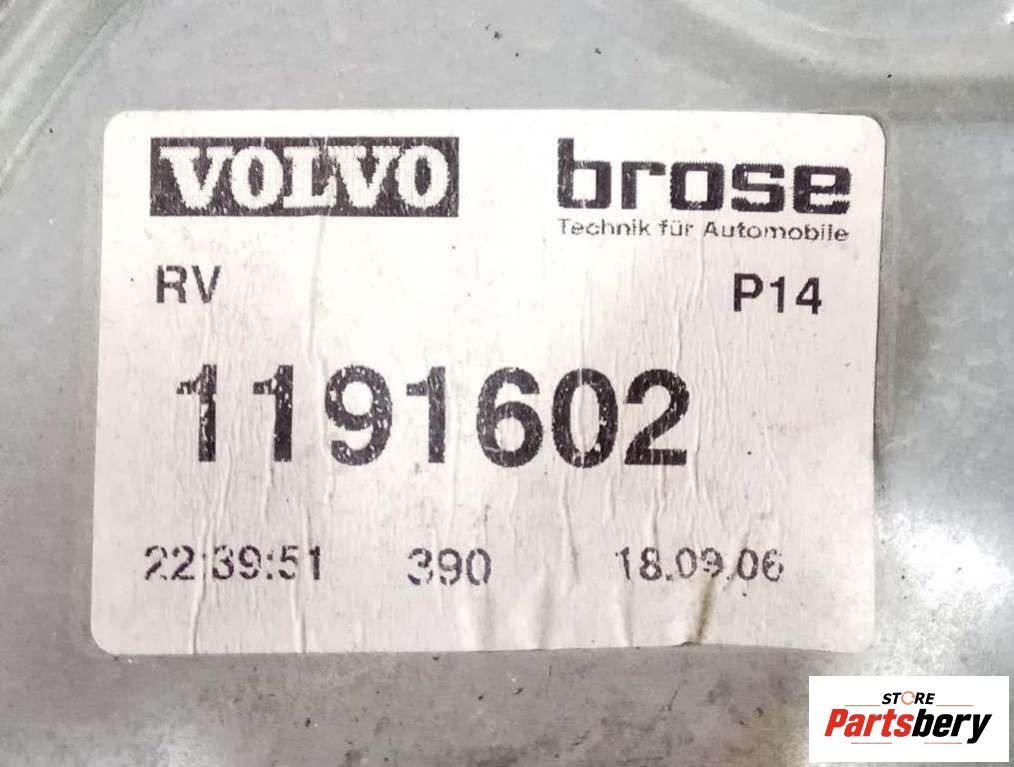 VOLVO brose
Technik für Automobile
RV P14
1191602
22:39:51 390 18.09.06
STORE
Partsbery